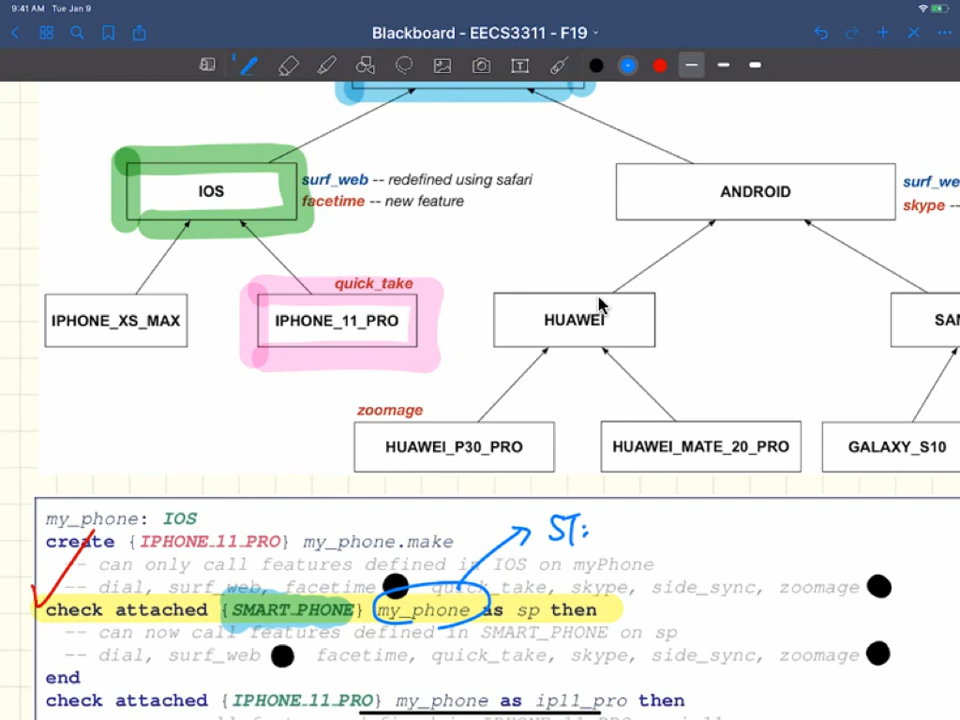 9:41 AM Tue Jan 9
Blackboard - EECS3311 - F19
IOS
surf_web -- redefined using safari
facetime -- new feature
ANDROID
surf_we
skype --
quick_take
IPHONE_XS_MAX
IPHONE_11_PRO
HUAWEI
SAM
zoomage
HUAWEI_P30_PRO
HUAWEI_MATE_20_PRO
GALAXY_S10
my_phone: IOS
ST:
create {IPHONE_11_PRO} my_phone.make
-- can only call features defined in IOS on myPhone
-- dial, surf_web, facetime quick_take, skype, side_sync, zoomage
check attached {SMART_PHONE} my_phone as sp then
-- can now call features defined in SMART_PHONE on sp
-- dial, surf_web facetime, quick_take, skype, side_sync, zoomage
end
check attached {IPHONE_11_PRO} my_phone as ip11_pro then